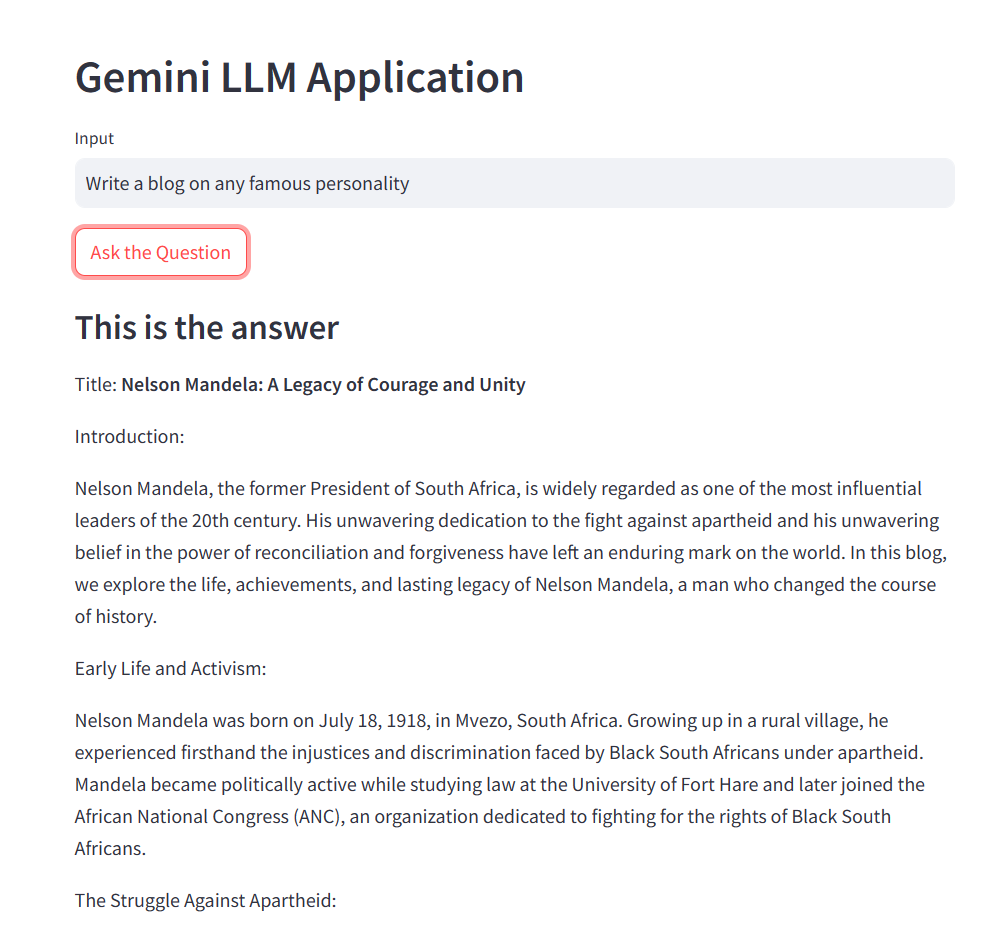 Gemini LLM Application
Input
Write a blog on any famous personality
Ask the Question
This is the answer
Title: Nelson Mandela: A Legacy of Courage and Unity
Introduction:
Nelson Mandela, the former President of South Africa, is widely regarded as one of the most influential
leaders of the 20th century. His unwavering dedication to the fight against apartheid and his unwavering
belief in the power of reconciliation and forgiveness have left an enduring mark on the world. In this blog,
we explore the life, achievements, and lasting legacy of Nelson Mandela, a man who changed the course
of history.
Early Life and Activism:
Nelson Mandela was born on July 18, 1918, in Mvezo, South Africa. Growing up in a rural village, he
experienced firsthand the injustices and discrimination faced by Black South Africans under apartheid.
Mandela became politically active while studying law at the University of Fort Hare and later joined the
African National Congress (ANC), an organization dedicated to fighting for the rights of Black South
Africans.
The Struggle Against Apartheid: